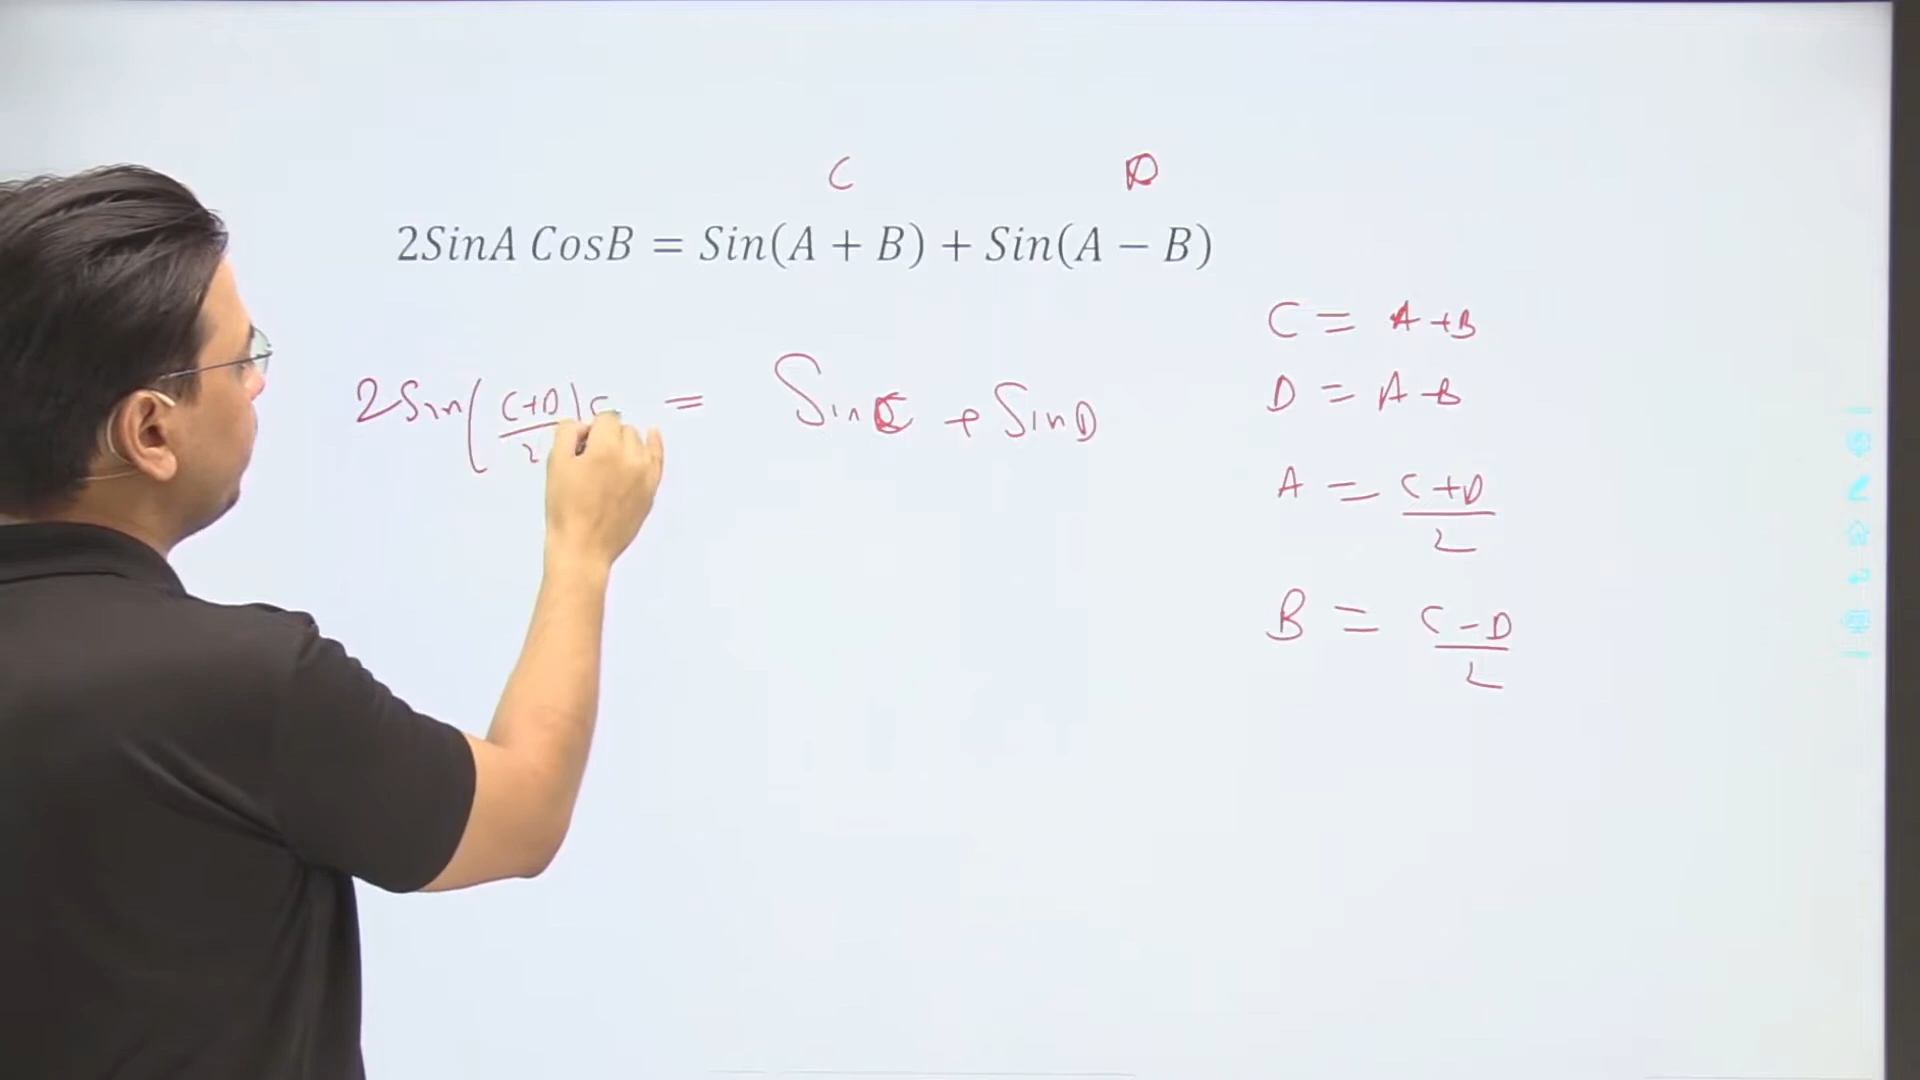 C D
2SinA CosB = Sin(A + B) + Sin(A − B)
C = A+B
D = A-B
2Sin(C+D/2) C = SinC + SinD
A = C+D/2
B = C-D/2